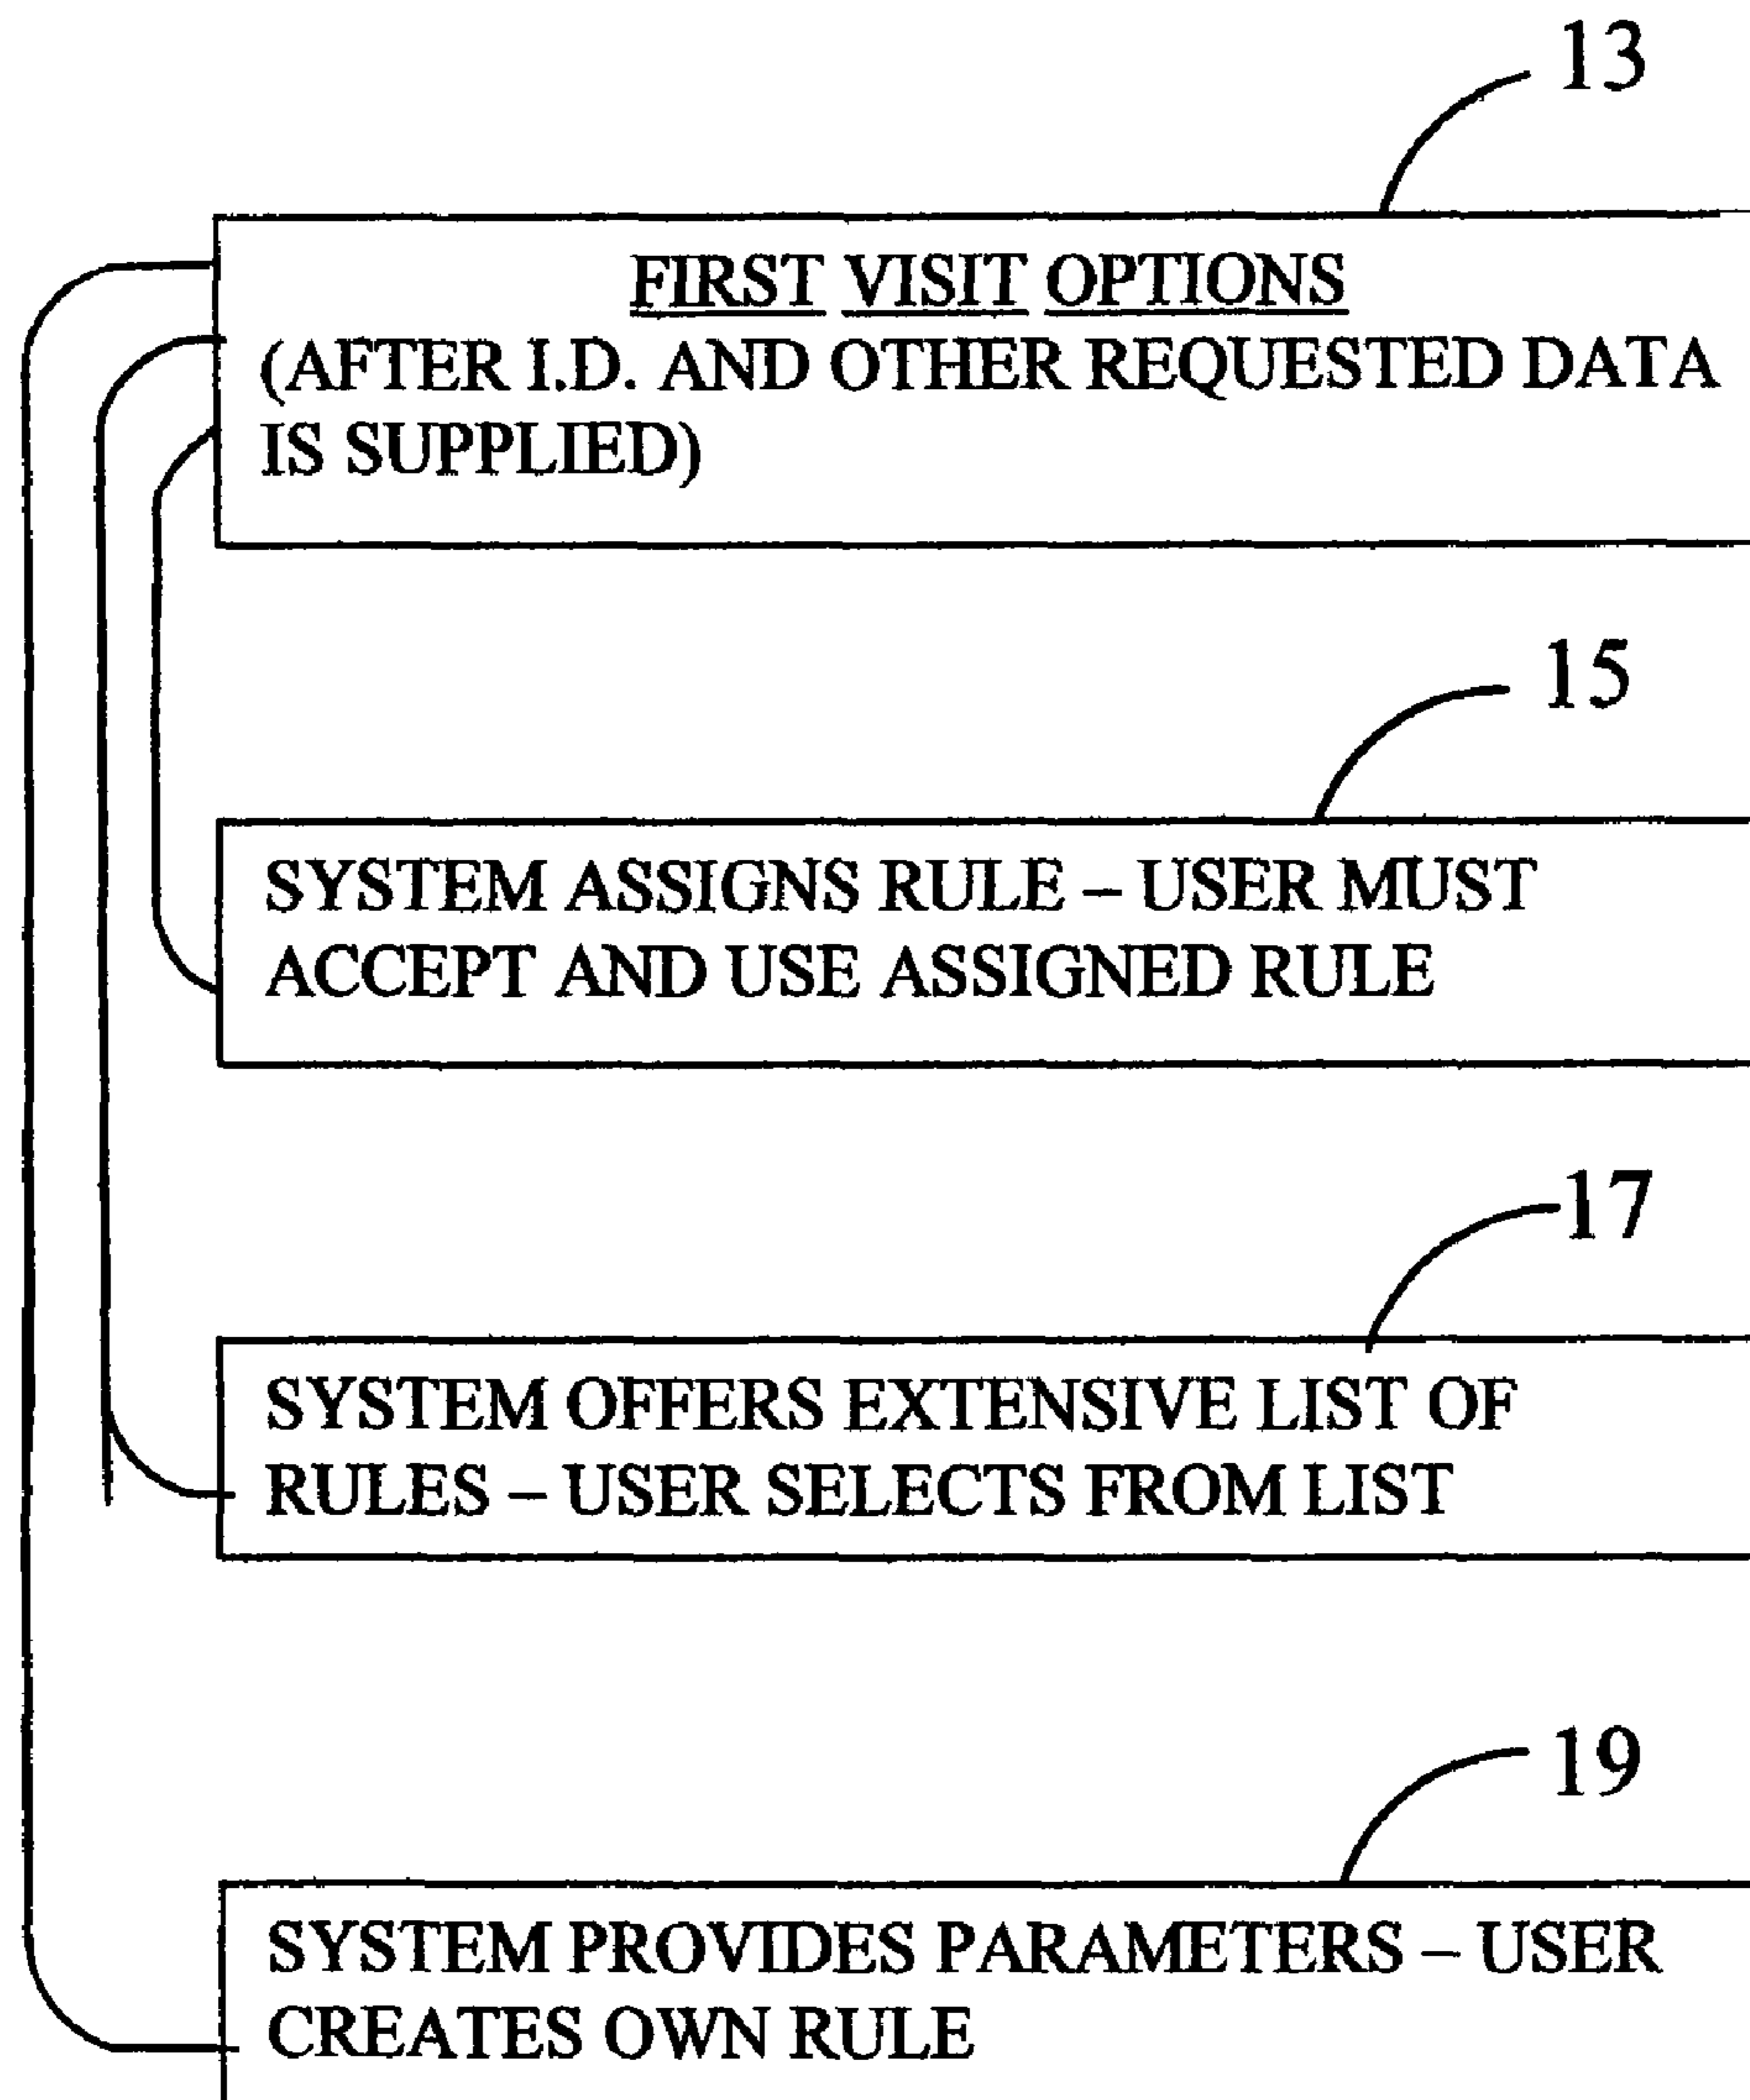 13
FIRST VISIT OPTIONS
(AFTER I.D. AND OTHER REQUESTED DATA
IS SUPPLIED)
15
SYSTEM ASSIGNS RULE – USER MUST
ACCEPT AND USE ASSIGNED RULE
17
SYSTEM OFFERS EXTENSIVE LIST OF
RULES – USER SELECTS FROM LIST
19
SYSTEM PROVIDES PARAMETERS – USER
CREATES OWN RULE